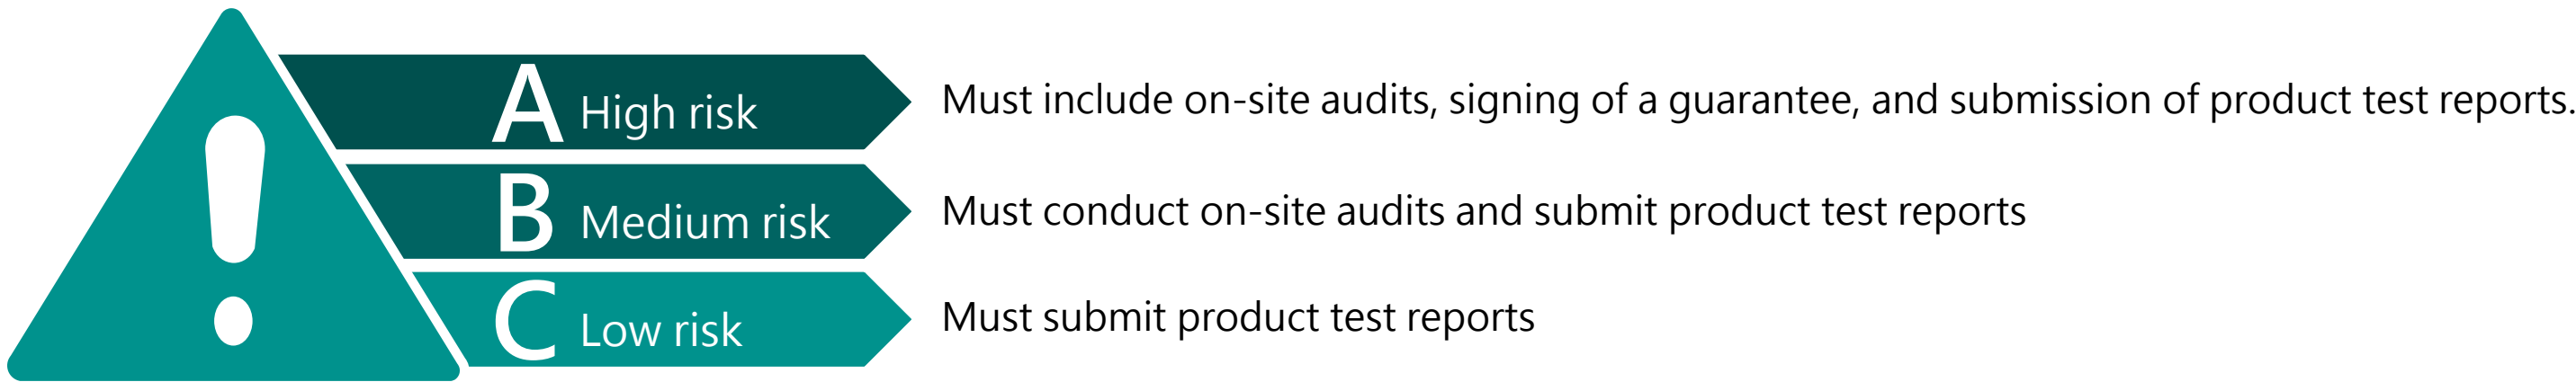 A High risk Must include on-site audits, signing of a guarantee, and submission of product test reports.
B Medium risk Must conduct on-site audits and submit product test reports
C Low risk Must submit product test reports